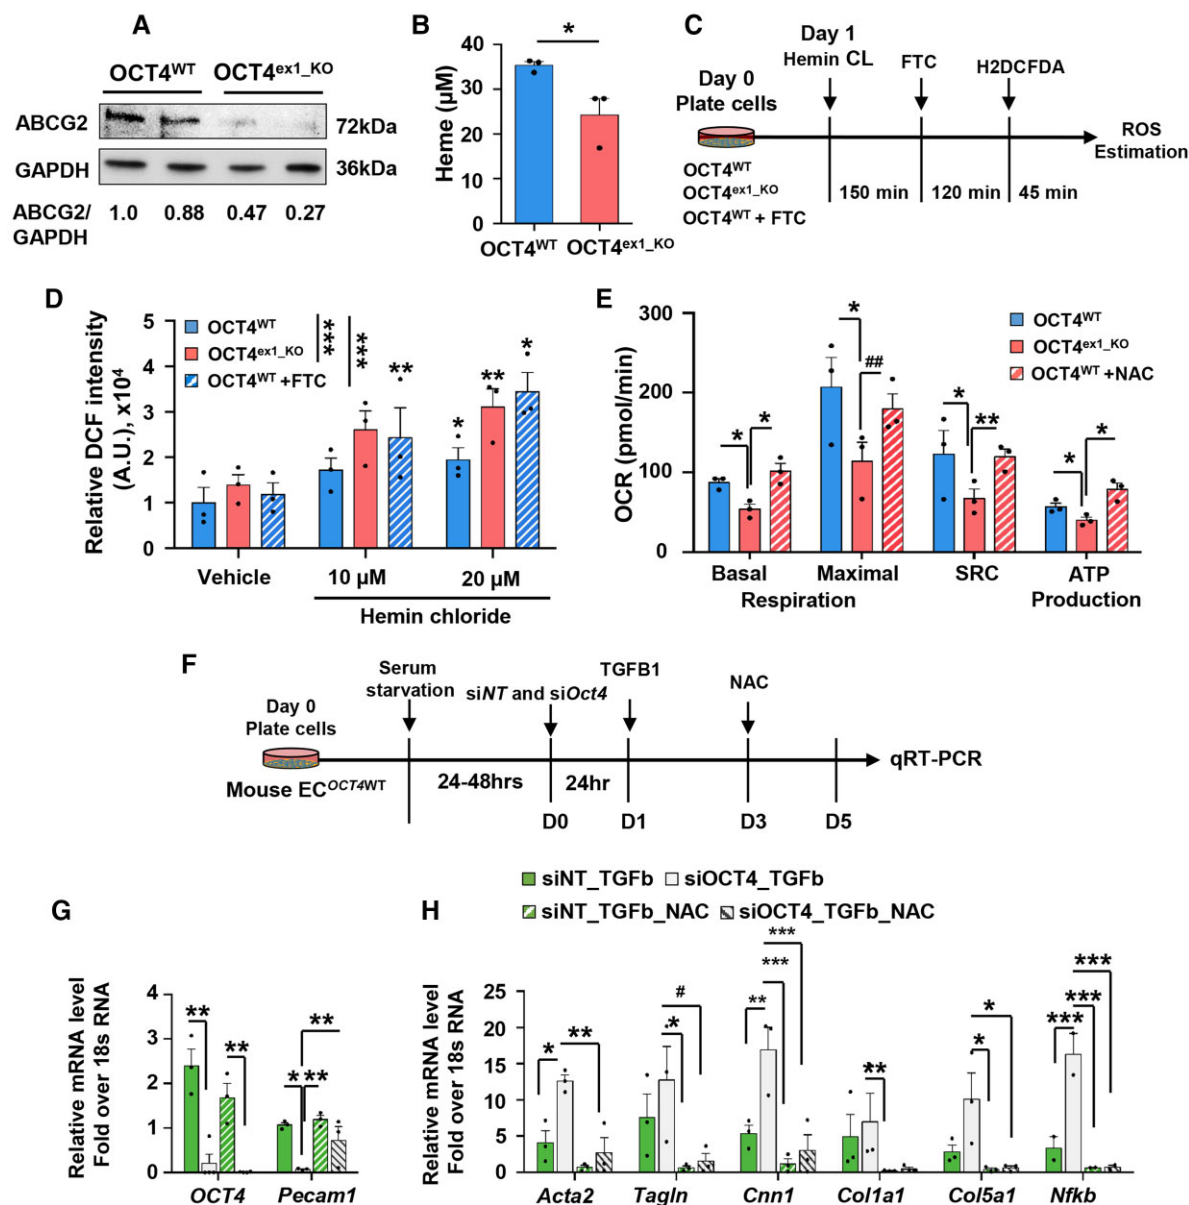 A
OCT4WT OCT4ex1_KO
ABCG2 72kDa
GAPDH 36kDa
ABCG2/ 1.0 0.88 0.47 0.27
GAPDH
B
*
Heme (µM)
40
30
20
10
0
OCT4WT OCT4ex1_KO
C
Day 1
Hemin CL FTC H2DCFDA
Day 0
Plate cells
ROS
Estimation
OCT4WT
OCT4ex1_KO
OCT4WT + FTC
150 min 120 min 45 min
D
Relative DCF intensity
(A.U.), x10⁴
5
4
3
2
1
0
OCT4WT
OCT4ex1_KO
OCT4WT +FTC
*** *** ** * ** *
Vehicle 10 µM 20 µM
Hemin chloride
E
OCR (pmol/min)
300
200
100
0
OCT4WT
OCT4ex1_KO
OCT4WT +NAC
* * * ## * ** * *
Basal Maximal SRC ATP
Respiration Production
F
Day 0
Plate cells
Serum
starvation
siNT and siOct4
TGFB1
NAC
qRT-PCR
Mouse ECOCT4WT
24-48hrs 24hr
D0 D1 D3 D5
siNT_TGFb siOCT4_TGFb
siNT_TGFb_NAC siOCT4_TGFb_NAC
G
Relative mRNA level
Fold over 18s RNA
4
3
2
1
0
** ** * ** **
OCT4 Pecam1
H
Relative mRNA level
Fold over 18s RNA
25
20
15
10
5
0
* ** * # ** *** *** ** * * *** *** ***
Acta2 Tagln Cnn1 Col1a1 Col5a1 Nfkb